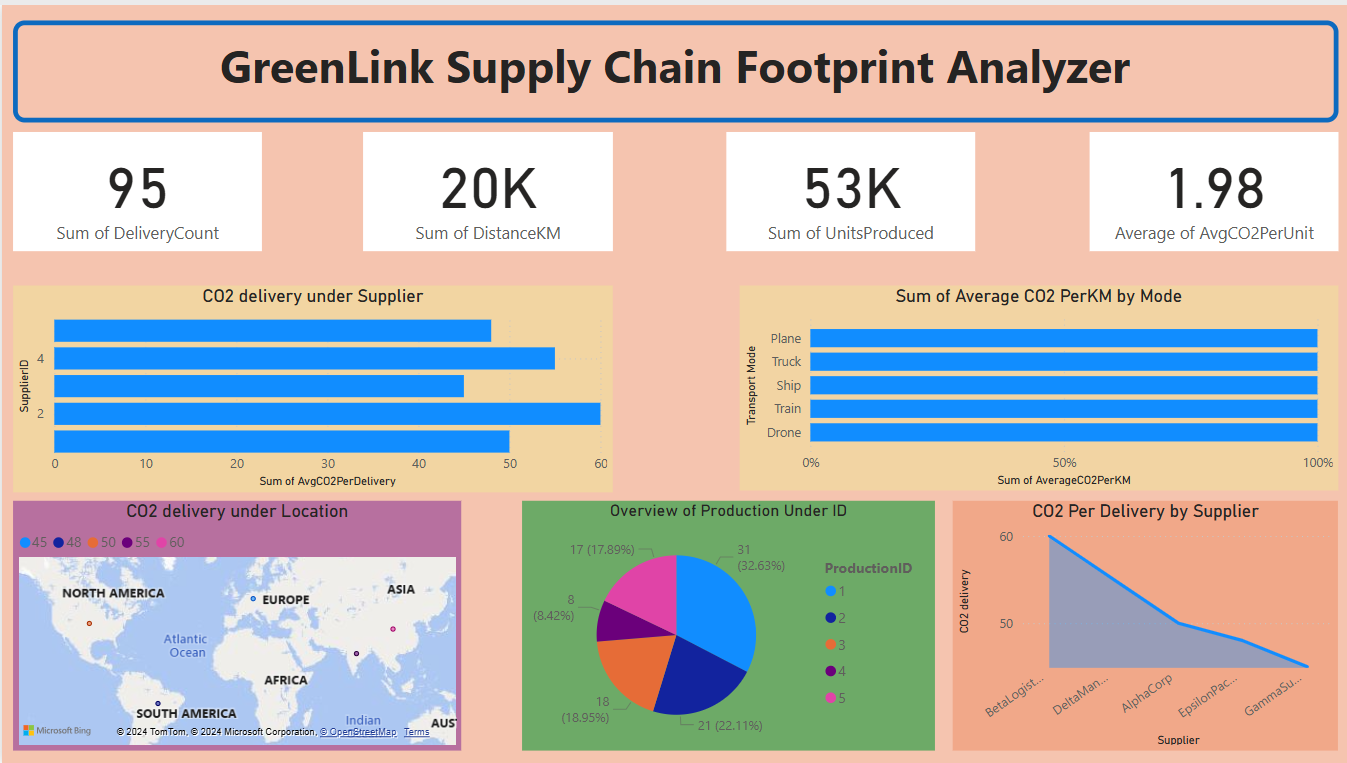 GreenLink Supply Chain Footprint Analyzer
95
Sum of DeliveryCount
20K
Sum of DistanceKM
53K
Sum of UnitsProduced
1.98
Average of AvgCO2PerUnit
CO2 delivery under Supplier
SupplierID
4
2
0 10 20 30 40 50 60
Sum of AvgCO2PerDelivery
Sum of Average CO2 PerKM by Mode
Transport Mode
Plane
Truck
Ship
Train
Drone
0% 50% 100%
Sum of AverageCO2PerKM
CO2 delivery under Location
45 48 50 55 60
NORTH AMERICA
EUROPE
ASIA
Atlantic
Ocean
AFRICA
SOUTH AMERICA
Indian
AUS
Microsoft Bing
© 2024 TomTom, © 2024 Microsoft Corporation, © OpenStreetMap Terms
Overview of Production Under ID
17 (17.89%)
31
(32.63%)
8
(8.42%)
18
(18.95%)
21 (22.11%)
ProductionID
1
2
3
4
5
CO2 Per Delivery by Supplier
CO2 delivery
60
50
BetaLogist...
DeltaMan...
AlphaCorp
EpsilonPac...
GammaSu...
Supplier